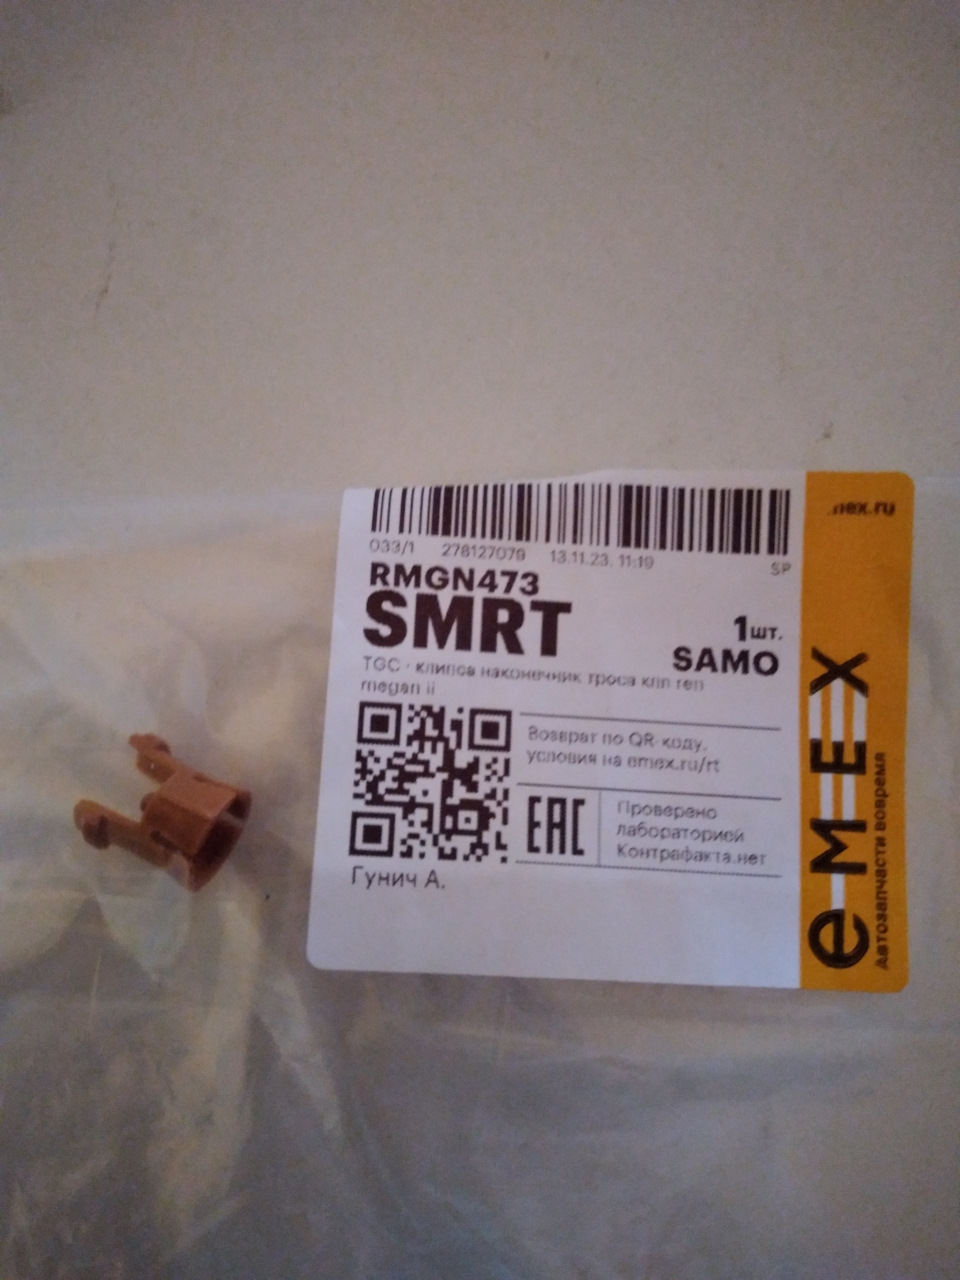 033/1 278127079 13.11.23, 11:19
SP
RMGN473
SMRT
1шт.
SAMO
TGC - клипса наконечник троса кпп ren
megan ii
Возврат по QR-коду,
условия на emex.ru/rt
EAC
Проверено
лабораторией
Контрафакта.нет
Гунич А.
.nex.ru
emex
Автозапчасти вовремя